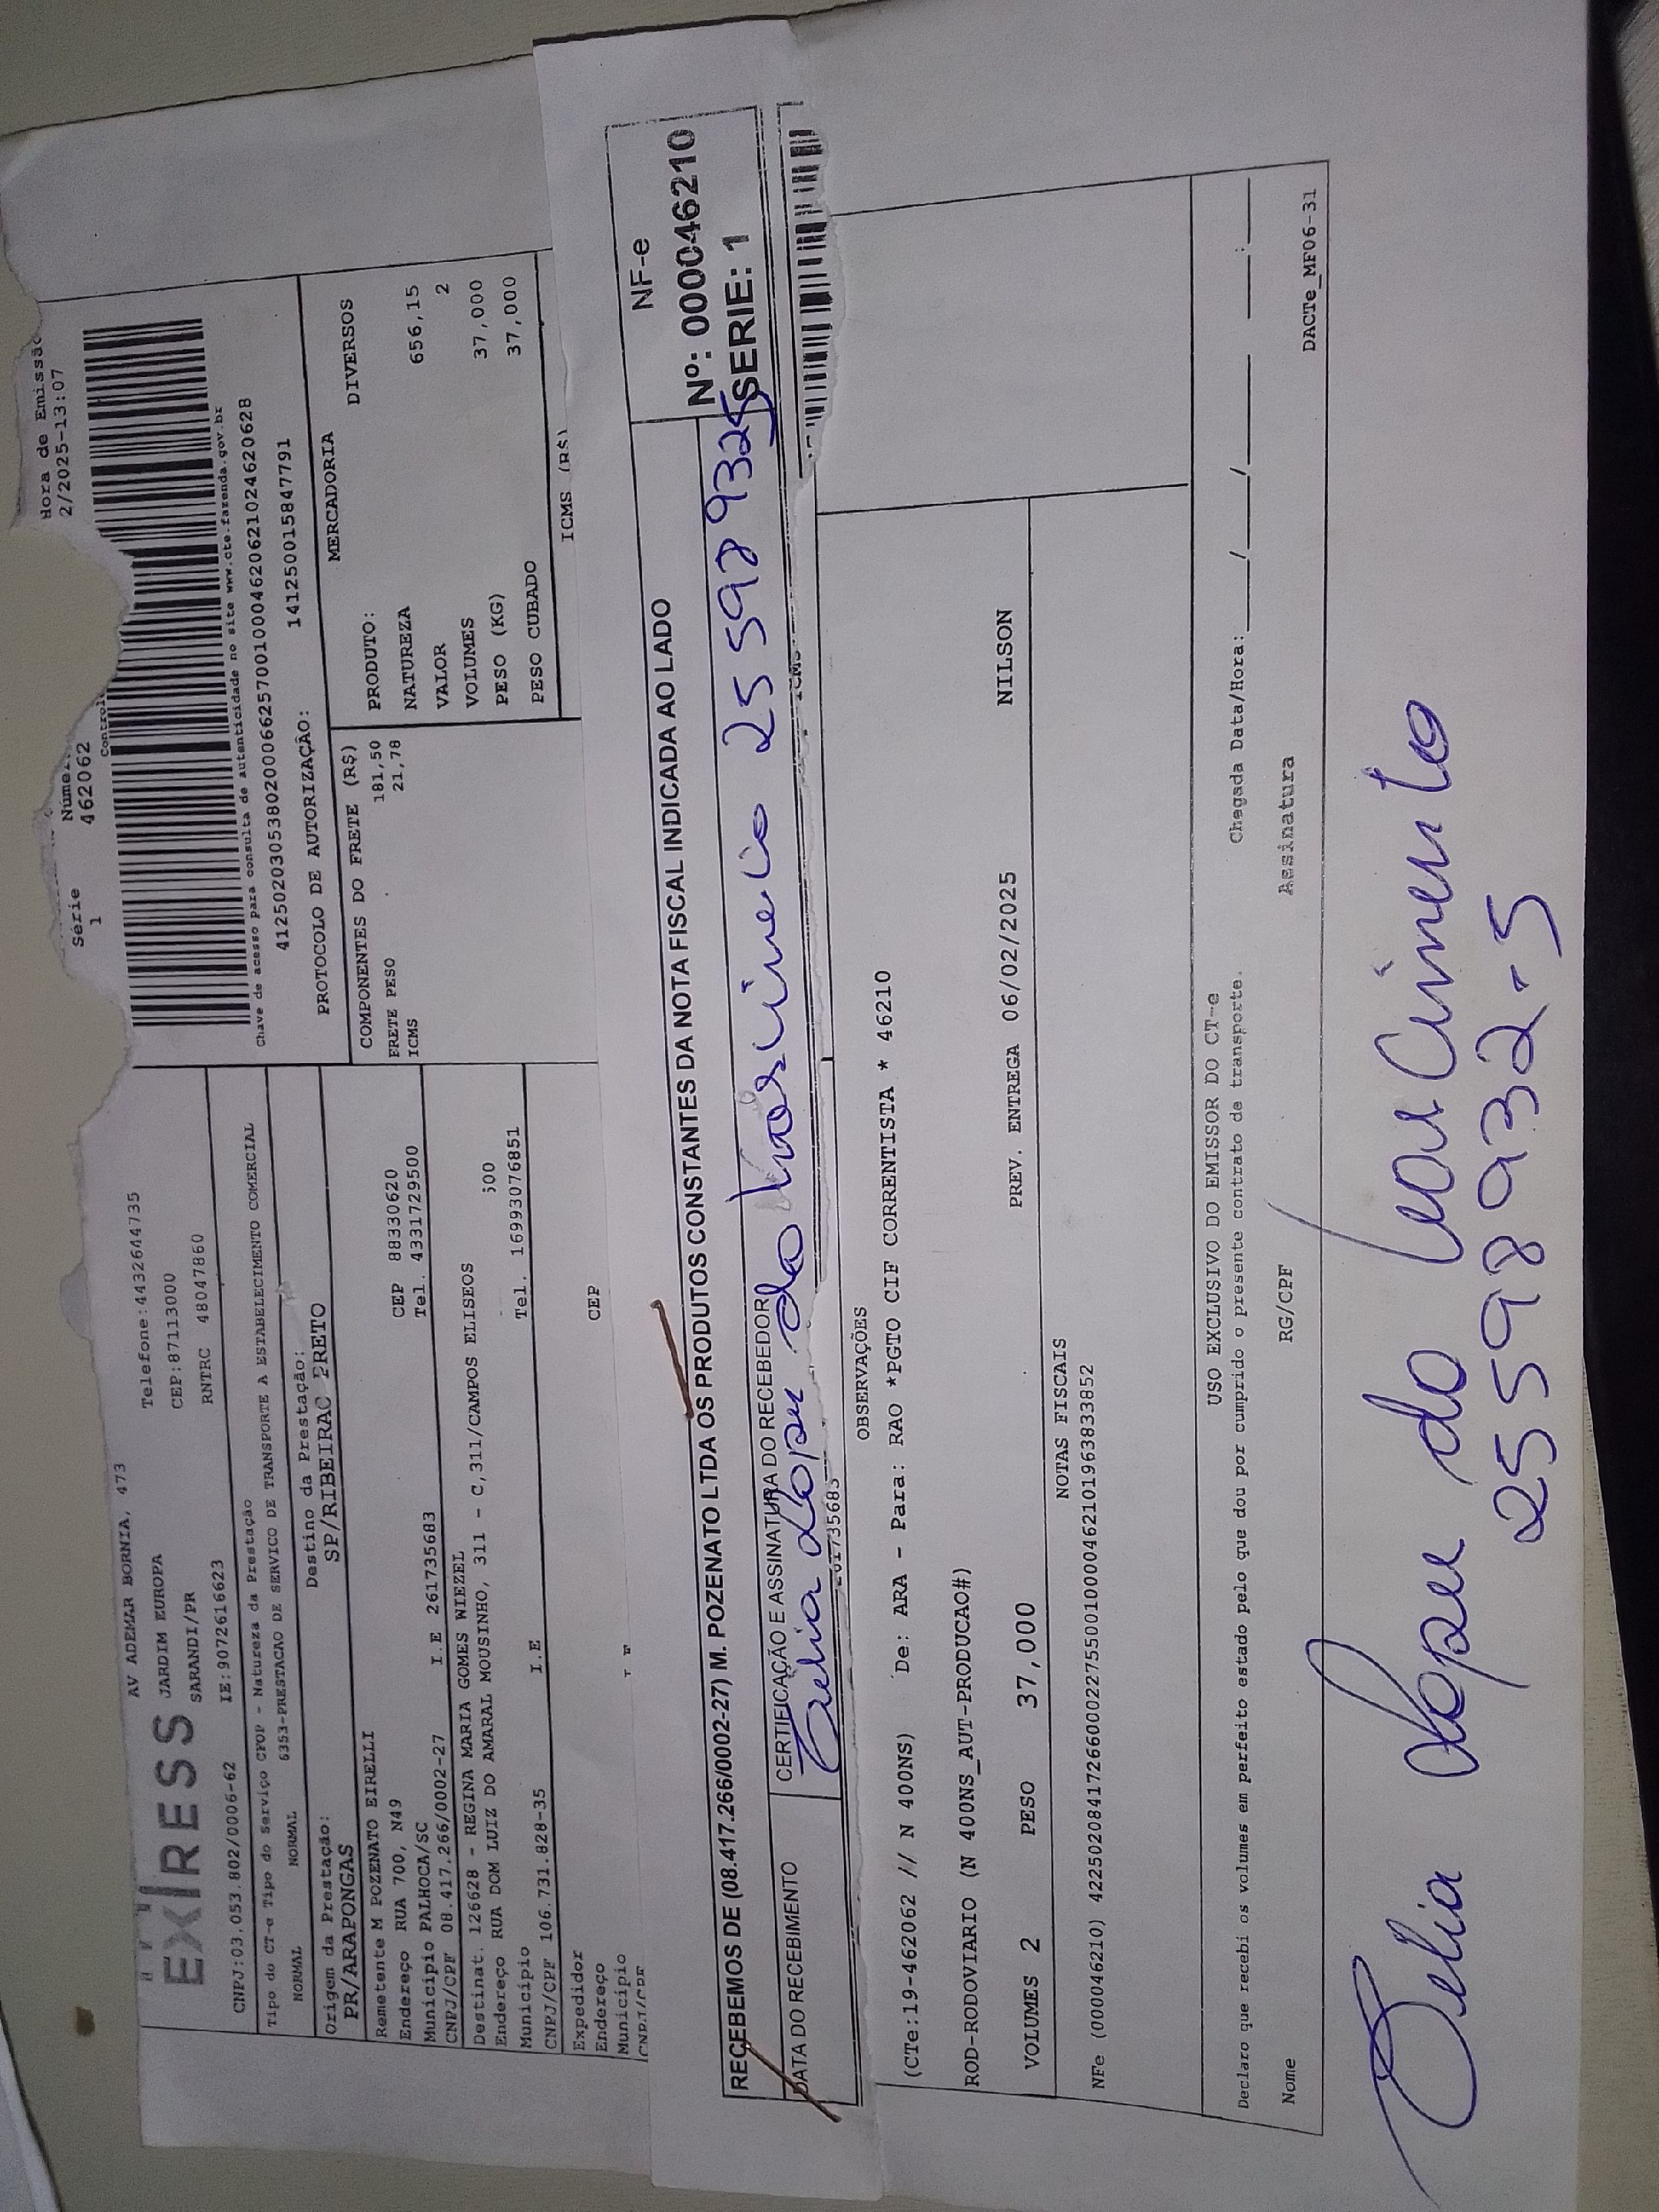 Hora de Emissão
2/2025-13:07
Série
1
462062
EXPRESS
AV ADEMAR BORNIA, 473
JARDIM EUROPA
SARANDI/PR
Telefone:4432644735
CEP:87113000
RNTRC 48047860
CNPJ:03.053.802/0006-62 IE:9072616623
Chave de acesso para consulta de autenticidade no site www.cte.fazenda.gov.br
41250203053802000662570010004620621024620628
PROTOCOLO DE AUTORIZAÇÃO:
141250015847791
Tipo do CT-e Tipo do Serviço CFOP - Natureza da Prestação
NORMAL NORMAL 6353-PRESTACAO DE SERVICO DE TRANSPORTE A ESTABELECIMENTO COMERCIAL
Origem da Prestação:
PR/ARAPONGAS
Destino da Prestação:
SP/RIBEIRAO PRETO
Remetente M POZENATO EIRELLI
Endereço RUA 700, N49
CEP 88330620
Município PALHOCA/SC
Tel. 4331729500
CNPJ/CPF 08.417.266/0002-27 I.E 261735683
Destinat. 126628 - REGINA MARIA GOMES WIEZEL
Endereço RUA DOM LUIZ DO AMARAL MOUSINHO, 311 - C,311/CAMPOS ELISEOS
Município
Tel. 16993076851
CNPJ/CPF 106.731.828-35 I.E
Expedidor
Endereço
CEP
Município
COMPONENTES DO FRETE (R$)
FRETE PESO 181,50
ICMS 21,78
MERCADORIA
PRODUTO: DIVERSOS
NATUREZA
VALOR 656,15
VOLUMES 2
PESO (KG) 37,000
PESO CUBADO 37,000
ICMS (R$)
RECEBEMOS DE (08.417.266/0002-27) M. POZENATO LTDA OS PRODUTOS CONSTANTES DA NOTA FISCAL INDICADA AO LADO
NF-e
Nº: 000046210
SERIE: 1
DATA DO RECEBIMENTO
CERTIFICAÇÃO E ASSINATURA DO RECEBEDOR
Celia Lopes do Nascimento 25598932-5
OBSERVAÇÕES
(CTe:19-462062 // N 400NS) De: ARA - Para: RAO *PGTO CIF CORRENTISTA * 46210
ROD-RODOVIARIO (N 400NS_AUT-PRODUCAO#)
VOLUMES 2 PESO 37,000 PREV. ENTREGA 06/02/2025 NILSON
NOTAS FISCAIS
NFe (000046210) 42250208417266000227550010000462101963833852
USO EXCLUSIVO DO EMISSOR DO CT-e
Declaro que recebi os volumes em perfeito estado pelo que dou por cumprido o presente contrato de transporte. Chegada Data/Hora:____/____/____ ____:____
Nome RG/CPF Assinatura
DACTe_MF06-31
Celia Lopes do Nascimento
25598932-5